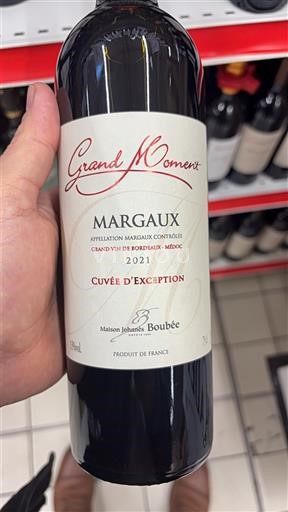 Grand Moment
MARGAUX
APPELLATION MARGAUX CONTRÔLÉE
GRAND VIN DE BORDEAUX - MÉDOC
2021
CUVÉE D'EXCEPTION
Maison Johanès Boubée
PRODUIT DE FRANCE